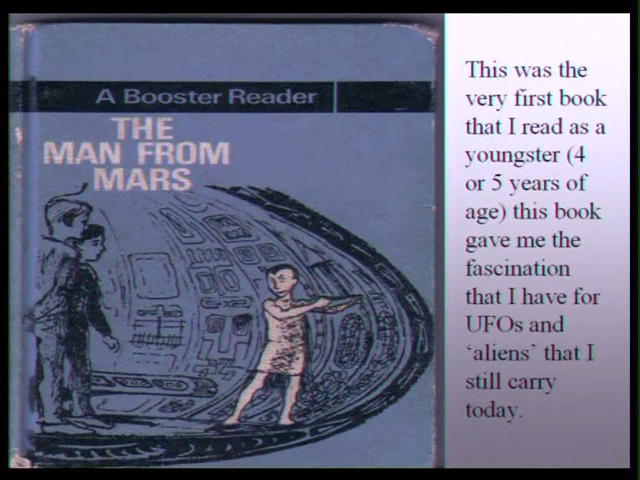 A Booster Reader
THE
MAN FROM
MARS
This was the
very first book
that I read as a
youngster (4
or 5 years of
age) this book
gave me the
fascination
that I have for
UFOs and
‘aliens’ that I
still carry
today.